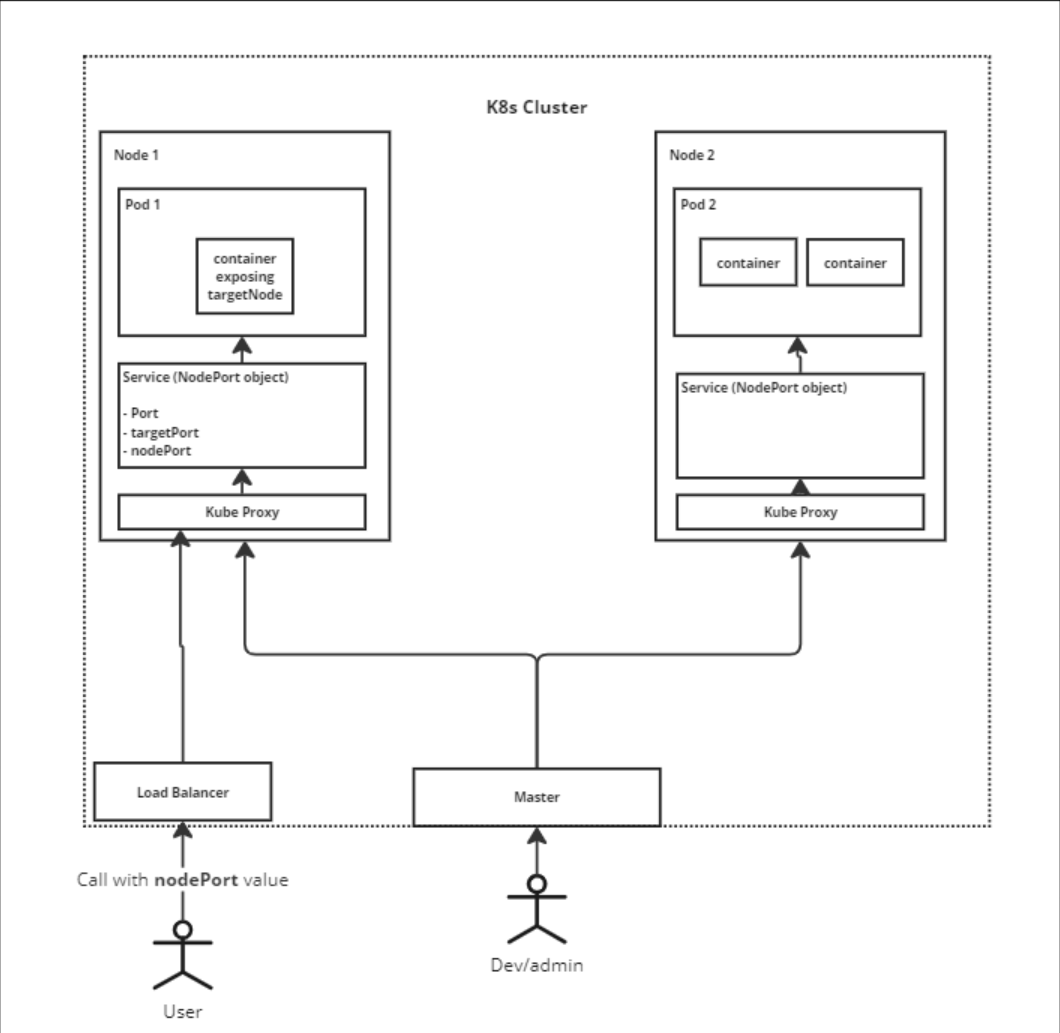 K8s Cluster
Node 1
Pod 1
container
exposing
targetNode
Service (NodePort object)
- Port
- targetPort
- nodePort
Kube Proxy
Node 2
Pod 2
container
container
Service (NodePort object)
Kube Proxy
Load Balancer
Master
Call with nodePort value
User
Dev/admin